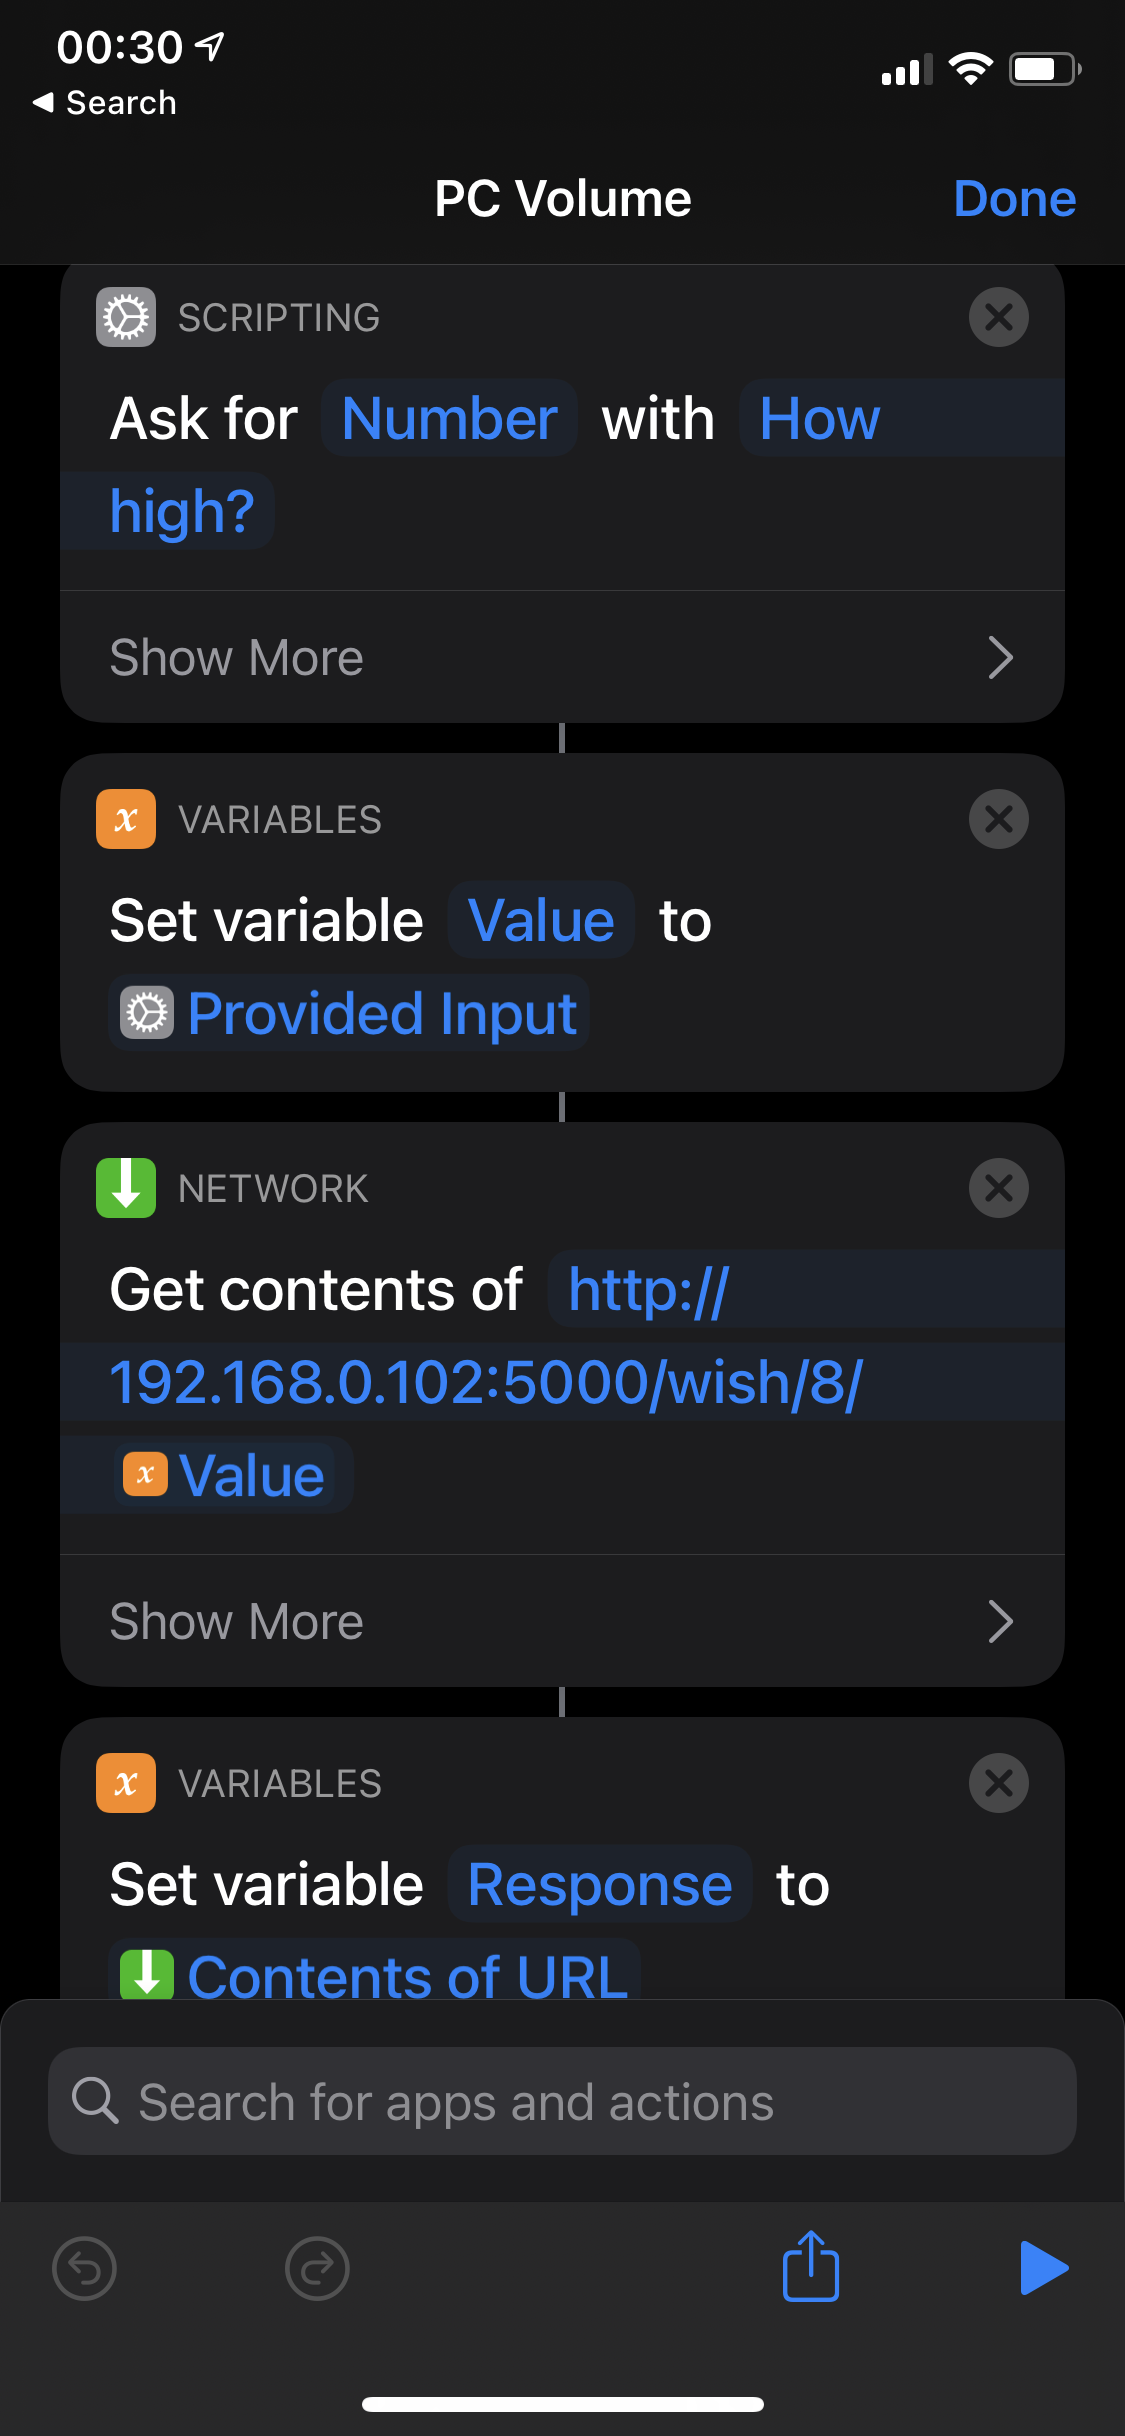 00:30
Search
PC Volume
Done
SCRIPTING
Ask for Number with How
high?
Show More
VARIABLES
Set variable Value to
Provided Input
NETWORK
Get contents of http://
192.168.0.102:5000/wish/8/
Value
Show More
VARIABLES
Set variable Response to
Contents of URL
Search for apps and actions